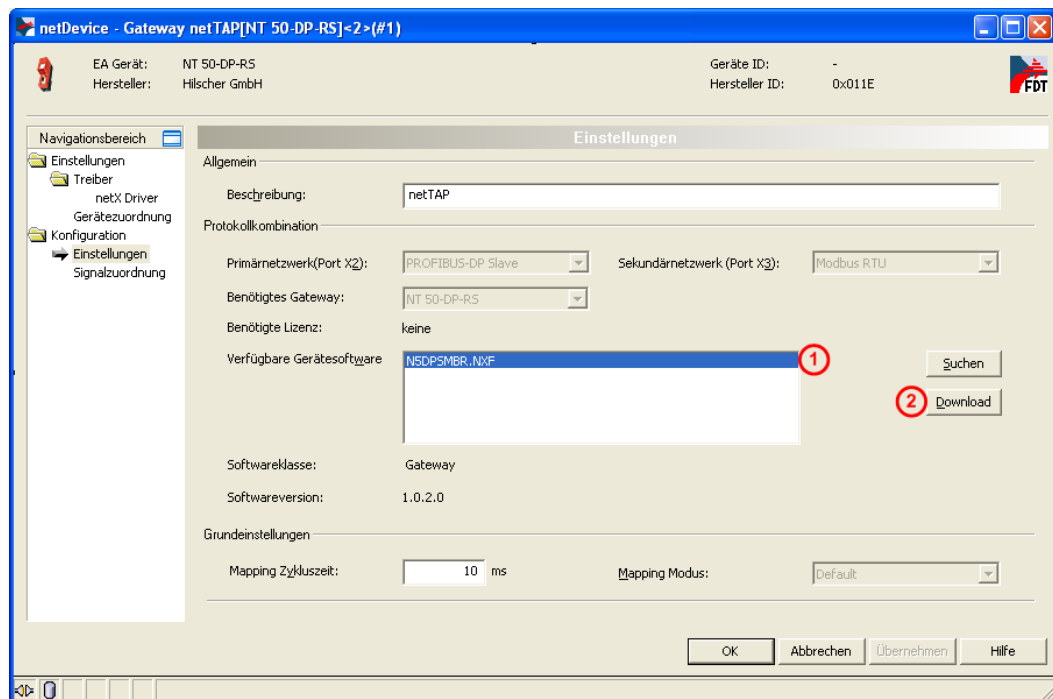 netDevice - Gateway netTAP[NT 50-DP-RS]<2>(#1)
EA Gerät: NT 50-DP-RS Geräte ID: -
Hersteller: Hilscher GmbH Hersteller ID: 0x011E
FDT
Navigationsbereich
Einstellungen
Treiber
netX Driver
Gerätezuordnung
Konfiguration
Einstellungen
Signalzuordnung
Einstellungen
Allgemein
Beschreibung: netTAP
Protokollkombination
Primärnetzwerk(Port X2): PROFIBUS-DP Slave Sekundärnetzwerk (Port X3): Modbus RTU
Benötigtes Gateway: NT 50-DP-RS
Benötigte Lizenz: keine
Verfügbare Gerätesoftware N5DPSMBR.NXF 1 Suchen
2 Download
Softwareklasse: Gateway
Softwareversion: 1.0.2.0
Grundeinstellungen
Mapping Zykluszeit: 10 ms Mapping Modus: Default
OK Abbrechen Übernehmen Hilfe